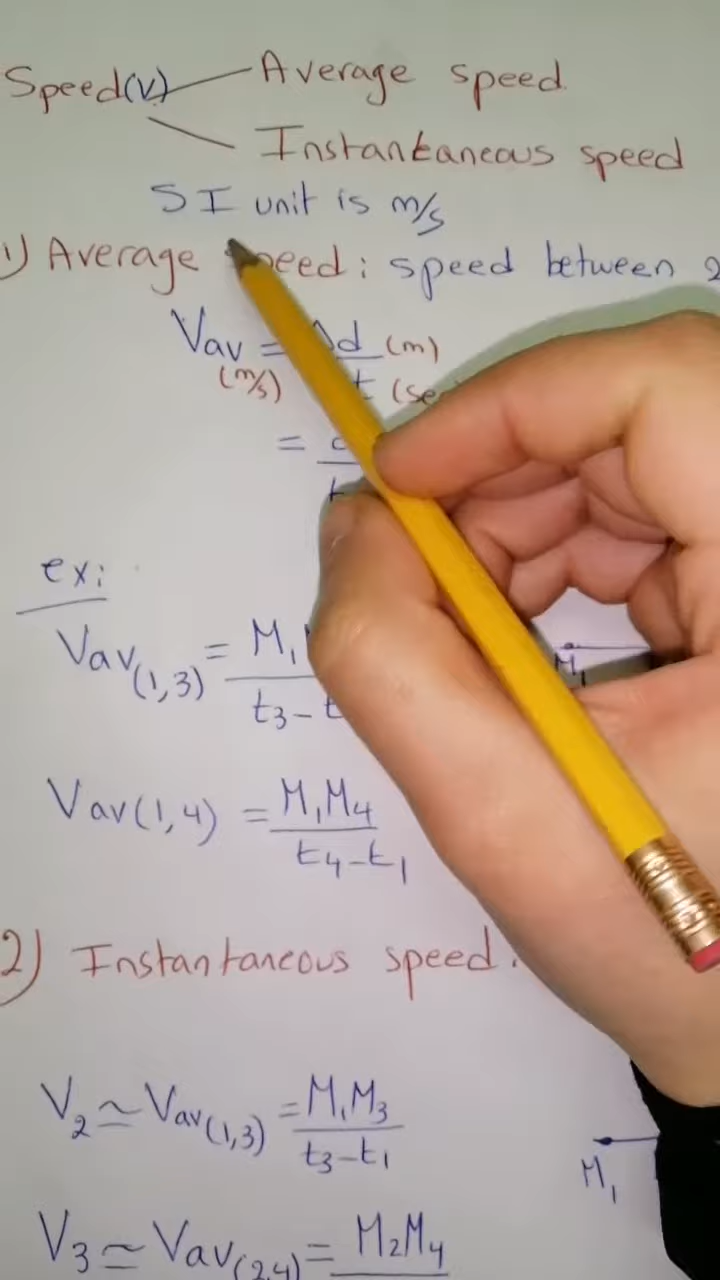 Speed(V) Average speed
Instantaneous speed
SI unit is m/s
1) Average speed: speed between 2
Vav = Δd (m)
(m/s) t
=
ex:
Vav(1,3) = M1
t3-
Vav(1,4) = M1M4
t4-t1
2) Instantaneous speed.
M1
V2 ≃ Vav(1,3) = M1M3
t3-t1
M1
V3 ≃ Vav(2,4) = M2M4